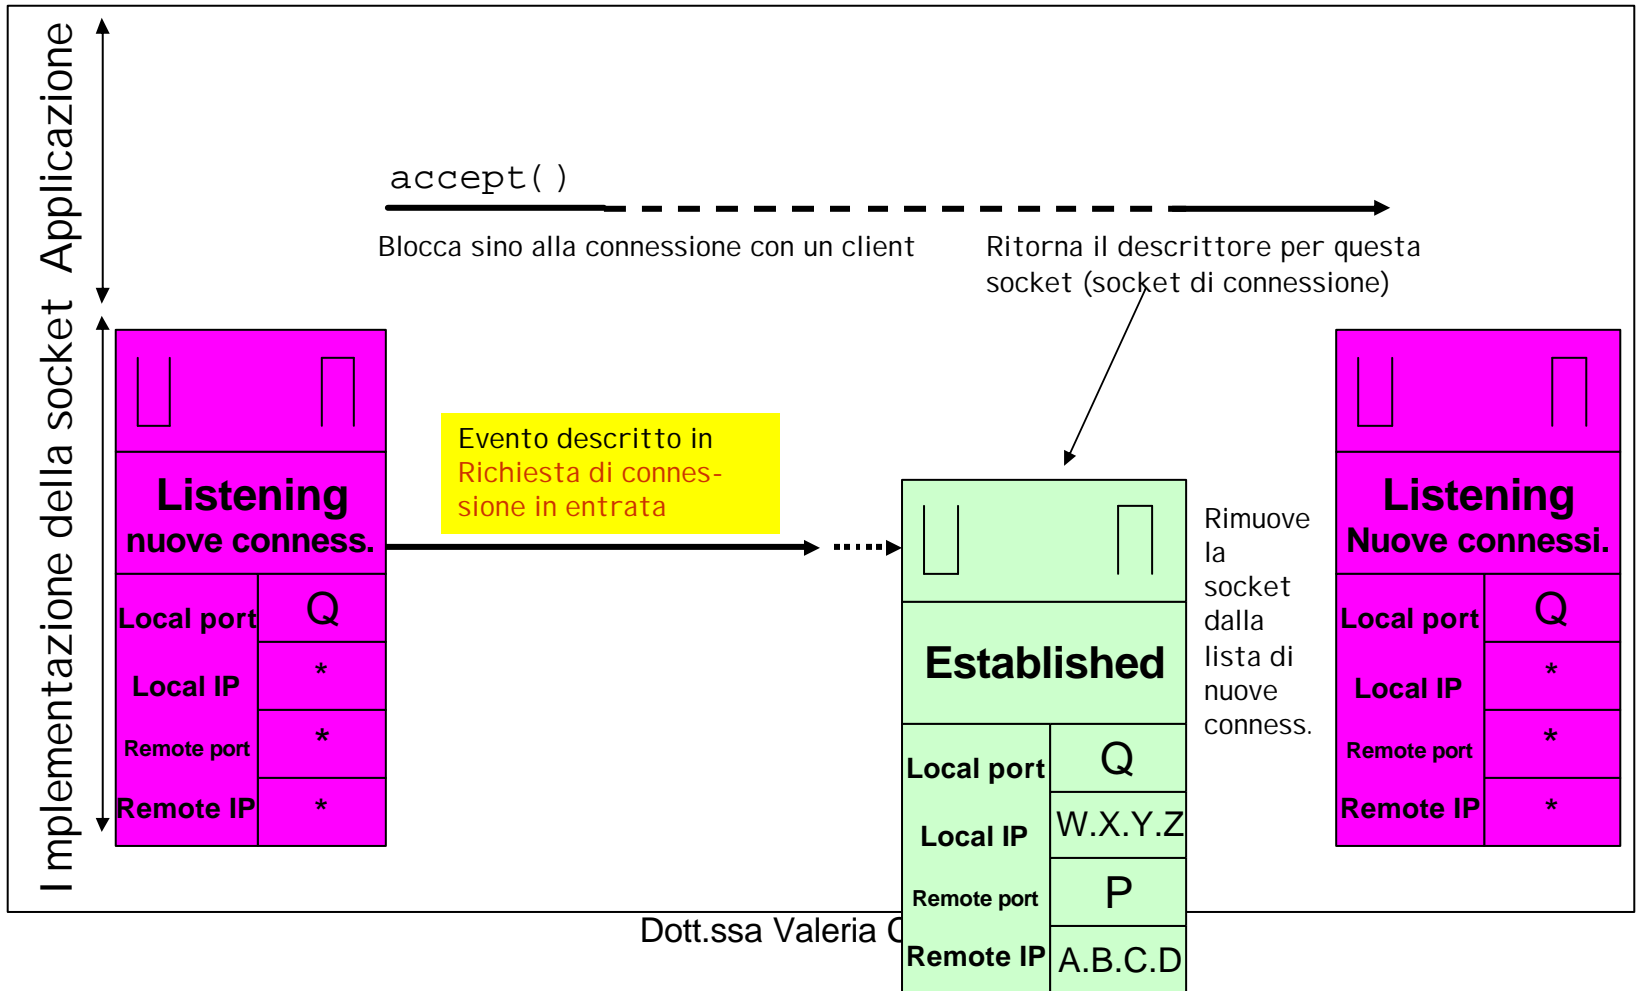 Applicazione
Implementazione della socket
accept()
Blocca sino alla connessione con un client
Ritorna il descrittore per questa
socket (socket di connessione)
Listening
nuove conness.
Local port
Q
Local IP
*
Remote port
*
Remote IP
*
Evento descritto in
Richiesta di connes-
sione in entrata
Established
Local port
Q
Local IP
W.X.Y.Z
Remote port
P
Remote IP
A.B.C.D
Rimuove
la
socket
dalla
lista di
nuove
conness.
Listening
Nuove connessi.
Local port
Q
Local IP
*
Remote port
*
Remote IP
*
Dott.ssa Valeria